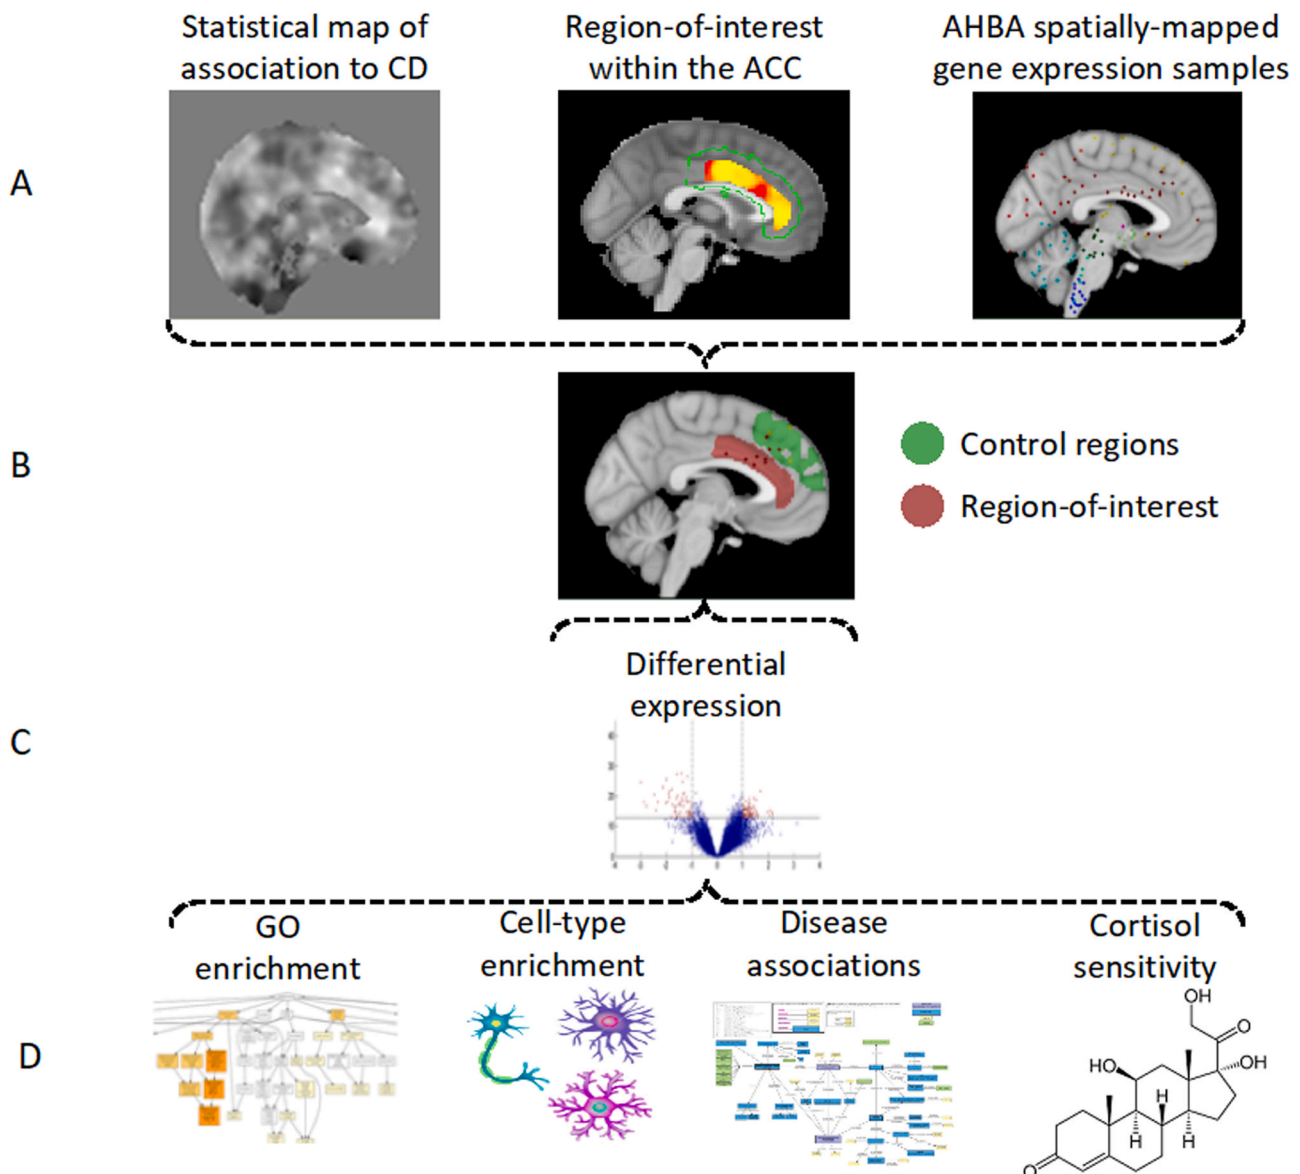 Statistical map of
association to CD
Region-of-interest
within the ACC
AHBA spatially-mapped
gene expression samples
A
B
Control regions
Region-of-interest
Differential
expression
C
GO
enrichment
Cell-type
enrichment
Disease
associations
Cortisol
sensitivity
D
OH
O
HO
OH
H
H
H
O